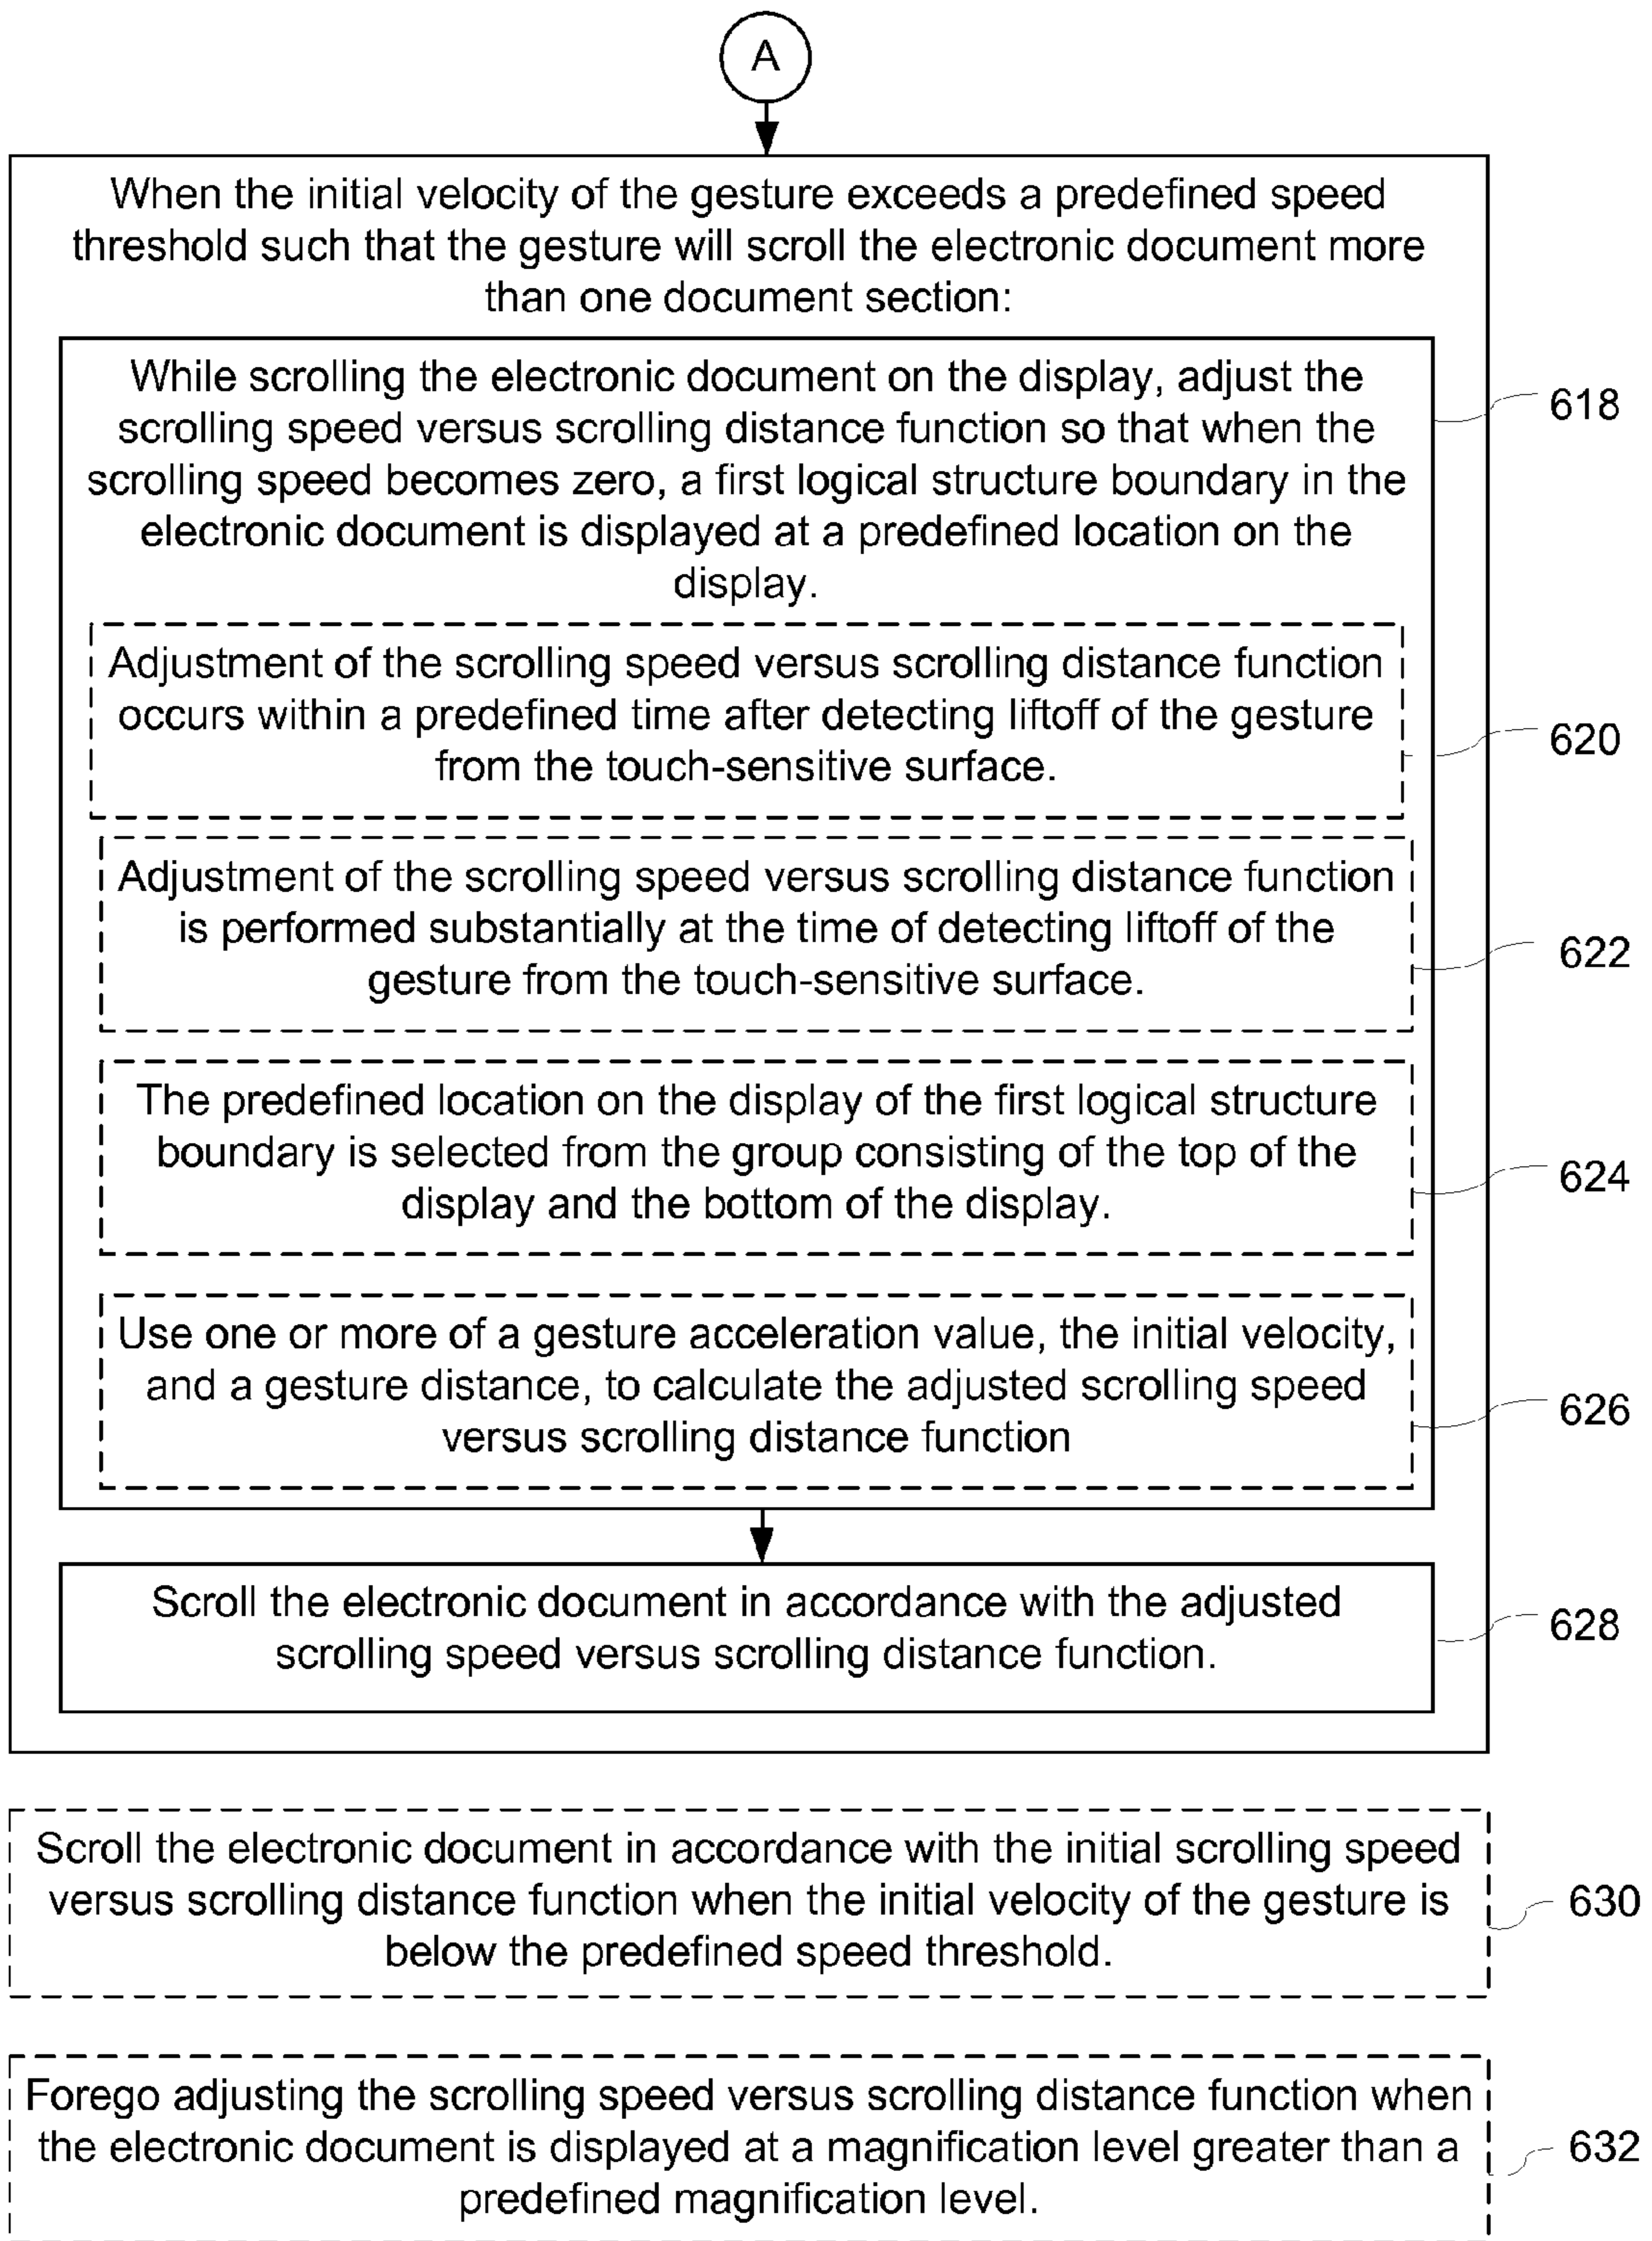 A
When the initial velocity of the gesture exceeds a predefined speed
threshold such that the gesture will scroll the electronic document more
than one document section:
While scrolling the electronic document on the display, adjust the
scrolling speed versus scrolling distance function so that when the
scrolling speed becomes zero, a first logical structure boundary in the
electronic document is displayed at a predefined location on the
display.
618
Adjustment of the scrolling speed versus scrolling distance function
occurs within a predefined time after detecting liftoff of the gesture
from the touch-sensitive surface.
620
Adjustment of the scrolling speed versus scrolling distance function
is performed substantially at the time of detecting liftoff of the
gesture from the touch-sensitive surface.
622
The predefined location on the display of the first logical structure
boundary is selected from the group consisting of the top of the
display and the bottom of the display.
624
Use one or more of a gesture acceleration value, the initial velocity,
and a gesture distance, to calculate the adjusted scrolling speed
versus scrolling distance function
626
Scroll the electronic document in accordance with the adjusted
scrolling speed versus scrolling distance function.
628
Scroll the electronic document in accordance with the initial scrolling speed
versus scrolling distance function when the initial velocity of the gesture is
below the predefined speed threshold.
630
Forego adjusting the scrolling speed versus scrolling distance function when
the electronic document is displayed at a magnification level greater than a
predefined magnification level.
632